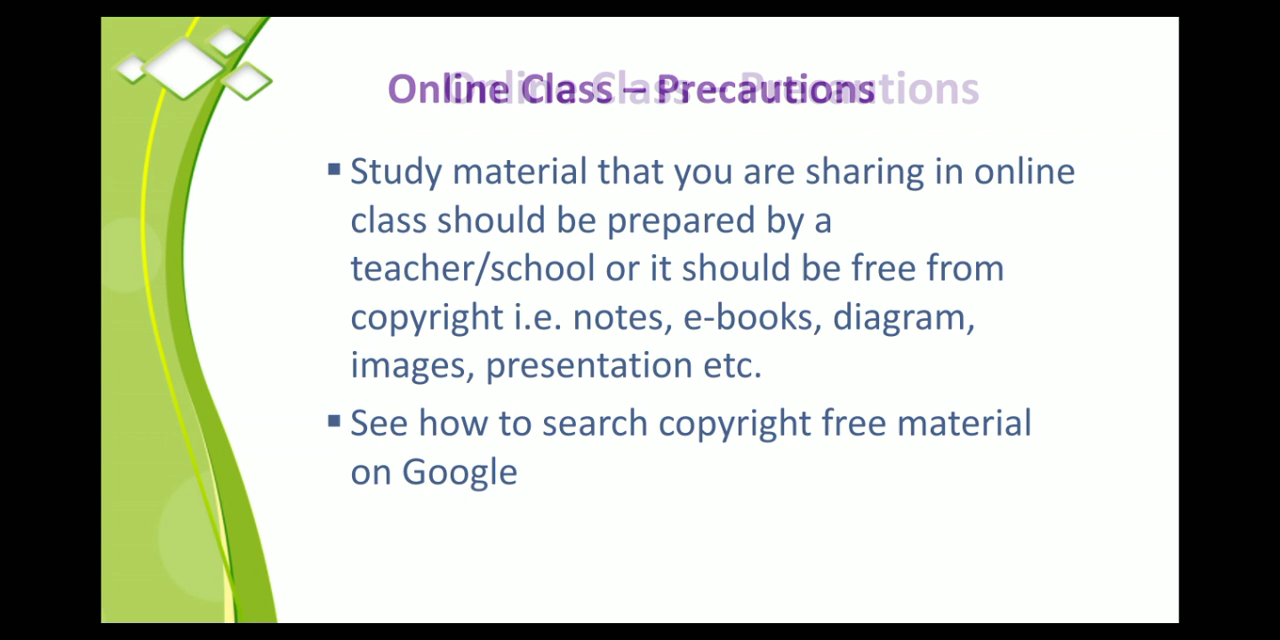 Online Class – Precautions
▪ Study material that you are sharing in online
class should be prepared by a
teacher/school or it should be free from
copyright i.e. notes, e-books, diagram,
images, presentation etc.
▪ See how to search copyright free material
on Google